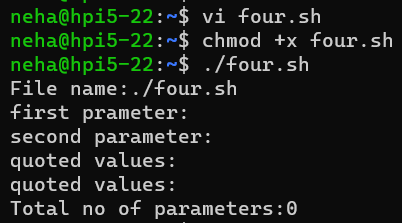 neha@hpi5-22:~$ vi four.sh
neha@hpi5-22:~$ chmod +x four.sh
neha@hpi5-22:~$ ./four.sh
File name:./four.sh
first prameter:
second parameter:
quoted values:
quoted values:
Total no of parameters:0